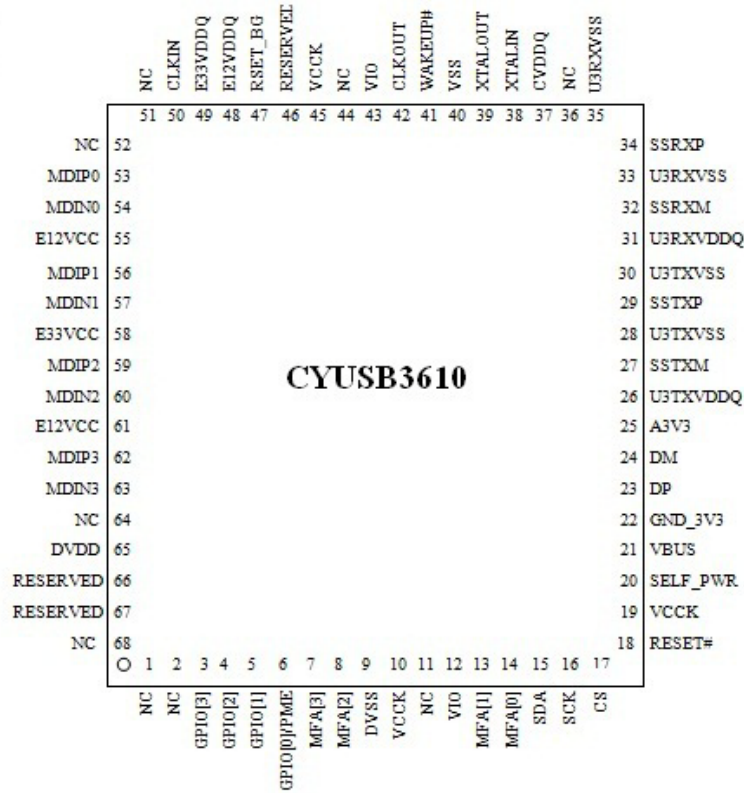 NC
CLKIN
E33VDDQ
E12VDDQ
RSET_BG
RESERVED
VCCK
NC
VIO
CLKOUT
WAKEUP#
VSS
XTALOUT
XTALIN
CVDDQ
NC
U3RXVSS
51 50 49 48 47 46 45 44 43 42 41 40 39 38 37 36 35
NC 52
MDIP0 53
MDIN0 54
E12VCC 55
MDIP1 56
MDIN1 57
E33VCC 58
MDIP2 59
MDIN2 60
E12VCC 61
MDIP3 62
MDIN3 63
NC 64
DVDD 65
RESERVED 66
RESERVED 67
NC 68
CYUSB3610
34 SSRXP
33 U3RXVSS
32 SSRXM
31 U3RXVDDQ
30 U3TXVSS
29 SSTXP
28 U3TXVSS
27 SSTXM
26 U3TXVDDQ
25 A3V3
24 DM
23 DP
22 GND_3V3
21 VBUS
20 SELF_PWR
19 VCCK
18 RESET#
1 2 3 4 5 6 7 8 9 10 11 12 13 14 15 16 17
NC
NC
GPIO[3]
GPIO[2]
GPIO[1]
GPIO[0]/PME
MFA[3]
MFA[2]
DVSS
VCCK
NC
VIO
MFA[1]
MFA[0]
SDA
SCK
CS